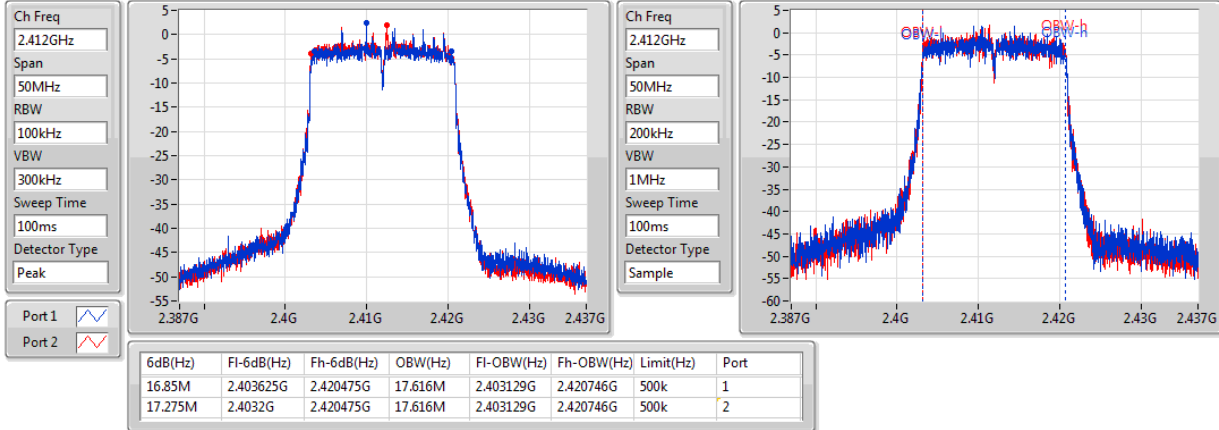 Ch Freq
2.412GHz
Span
50MHz
RBW
100kHz
VBW
300kHz
Sweep Time
100ms
Detector Type
Peak
5
0
-5
-10
-15
-20
-25
-30
-35
-40
-45
-50
-55
2.387G 2.4G 2.41G 2.42G 2.43G 2.437G
Ch Freq
2.412GHz
Span
50MHz
RBW
200kHz
VBW
1MHz
Sweep Time
100ms
Detector Type
Sample
5
0
-5
-10
-15
-20
-25
-30
-35
-40
-45
-50
-55
-60
OBW-l
OBW-l
OBW-h
OBW-h
2.387G 2.4G 2.41G 2.42G 2.43G 2.437G
Port 1
Port 2
6dB(Hz) Fl-6dB(Hz) Fh-6dB(Hz) OBW(Hz) Fl-OBW(Hz) Fh-OBW(Hz) Limit(Hz) Port
16.85M 2.403625G 2.420475G 17.616M 2.403129G 2.420746G 500k 1
17.275M 2.4032G 2.420475G 17.616M 2.403129G 2.420746G 500k 2